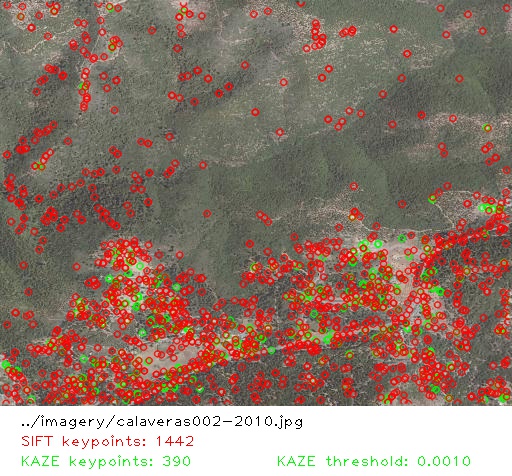 ../imagery/calaveras002-2010.jpg
SIFT keypoints: 1442
KAZE keypoints: 390 KAZE threshold: 0.0010